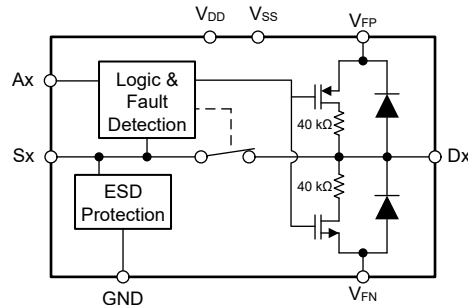 VDD
VSS
VFP
Ax
Logic &
Fault
Detection
40 kΩ
Sx
Dx
40 kΩ
ESD
Protection
GND
VFN